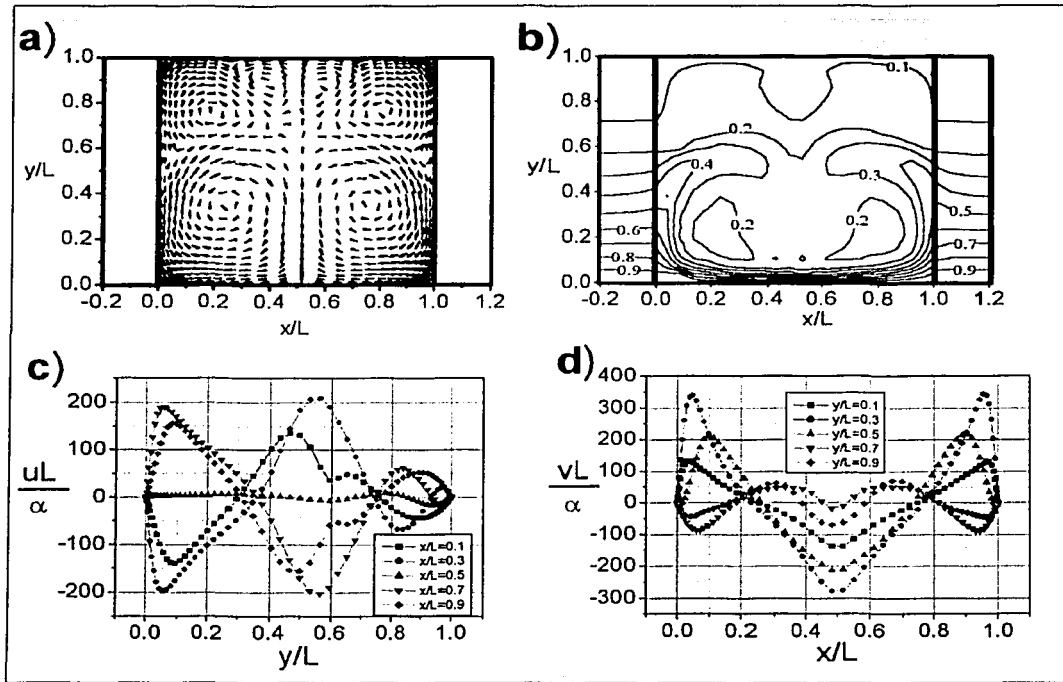 a)
1.0
0.8
0.6
0.4
0.2
0.0
y/L
-0.2 0.0 0.2 0.4 0.6 0.8 1.0 1.2
x/L
b)
1.0
0.8
0.6
0.4
0.2
0.0
y/L
0.1
0.2
0.4
0.3
0.5
0.6
0.2
0.2
0.7
0.8
0.9
0.9
-0.2 0.0 0.2 0.4 0.6 0.8 1.0 1.2
x/L
c)
200
100
0
-100
-200
uL
α
x/L=0.1
x/L=0.3
x/L=0.5
x/L=0.7
x/L=0.9
0.0 0.2 0.4 0.6 0.8 1.0
y/L
d)
400
300
200
100
0
-100
-200
-300
vL
α
y/L=0.1
y/L=0.3
y/L=0.5
y/L=0.7
y/L=0.9
0.0 0.2 0.4 0.6 0.8 1.0
x/L